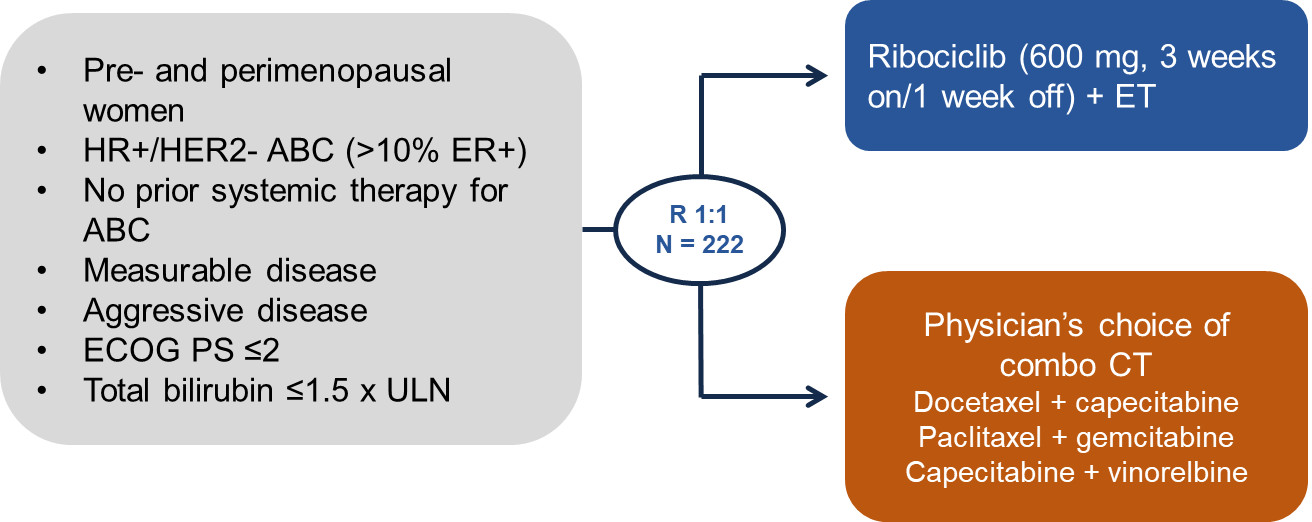 • Pre- and perimenopausal
women
• HR+/HER2- ABC (>10% ER+)
• No prior systemic therapy for
ABC
• Measurable disease
• Aggressive disease
• ECOG PS ≤2
• Total bilirubin ≤1.5 x ULN
R 1:1
N = 222
Ribociclib (600 mg, 3 weeks
on/1 week off) + ET
Physician’s choice of
combo CT
Docetaxel + capecitabine
Paclitaxel + gemcitabine
Capecitabine + vinorelbine